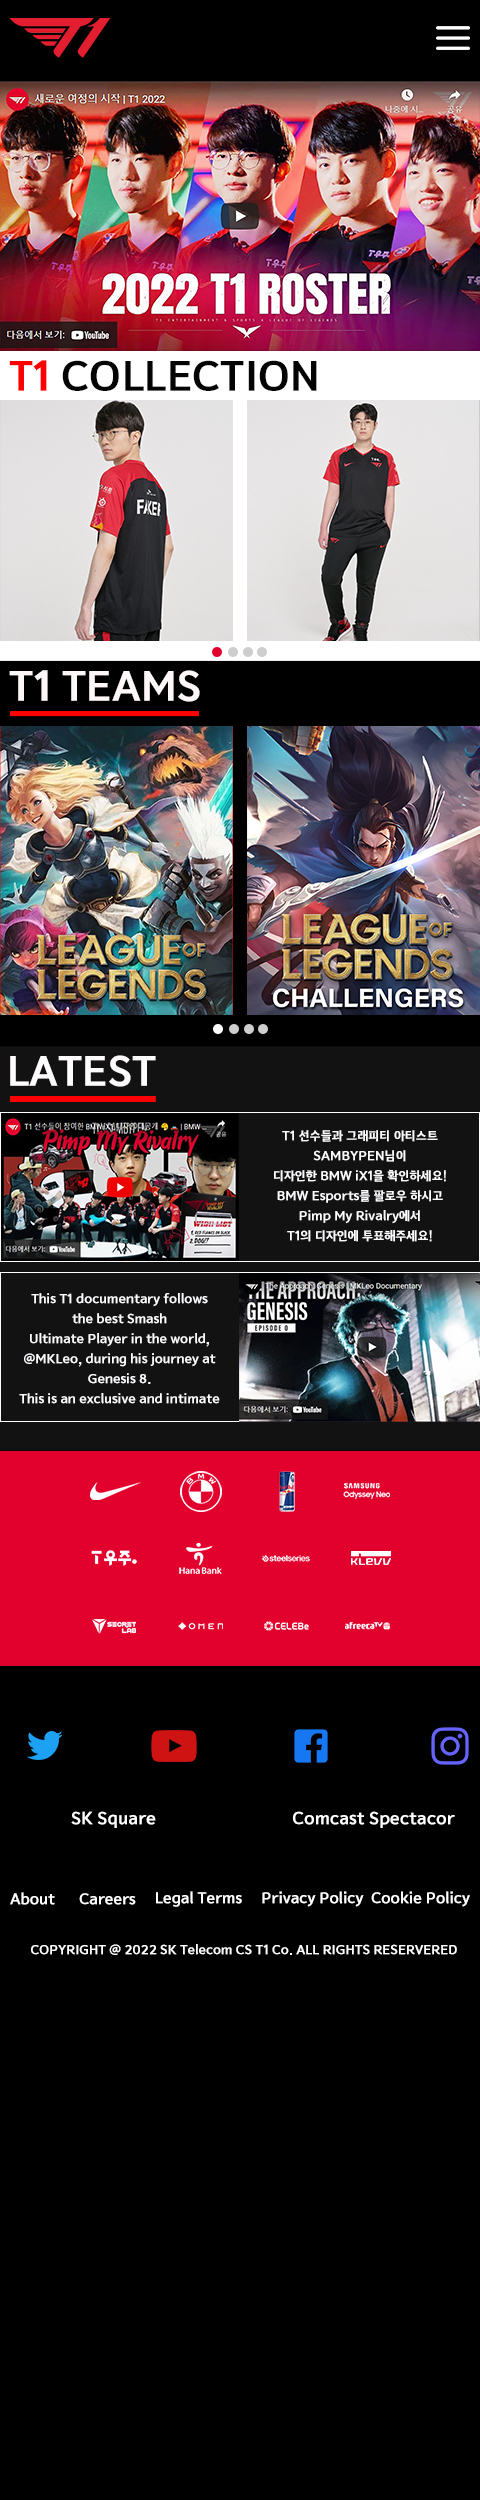 T1
새로운 여정의 시작 | T1 2022
나중에 시...
공유
2022 T1 ROSTER
T1 ENTERTAINMENT & SPORTS & LEAGUE OF LEGENDS
다음에서 보기: YouTube
T1 COLLECTION
FAKER
T1 TEAMS
LEAGUE OF
LEGENDS
LEAGUE OF
LEGENDS
CHALLENGERS
LATEST
T1 선수들이 참여한 BMW iX1
| BMW
공유
Pimp My Rivalry
WISH LIST
다음에서 보기: YouTube
T1 선수들과 그래피티 아티스트
SAMBYPEN님이
디자인한 BMW iX1을 확인하세요!
BMW Esports를 팔로우 하시고
Pimp My Rivalry에서
T1의 디자인에 투표해주세요!
This T1 documentary follows
the best Smash
Ultimate Player in the world,
@MKLeo, during his journey at
Genesis 8.
This is an exclusive and intimate
The Approach: Genesis | MKLeo Documentary
THE APPROACH:
GENESIS
EPISODE 0
다음에서 보기: YouTube
BMW
SAMSUNG
Odyssey Neo
T우주.
Hana Bank
steelseries
KLEVV
SECRET
LAB
OMEN
CELEBe
afreecaTV
SK Square
Comcast Spectacor
About
Careers
Legal Terms
Privacy Policy
Cookie Policy
COPYRIGHT @ 2022 SK Telecom CS T1 Co. ALL RIGHTS RESERVERED